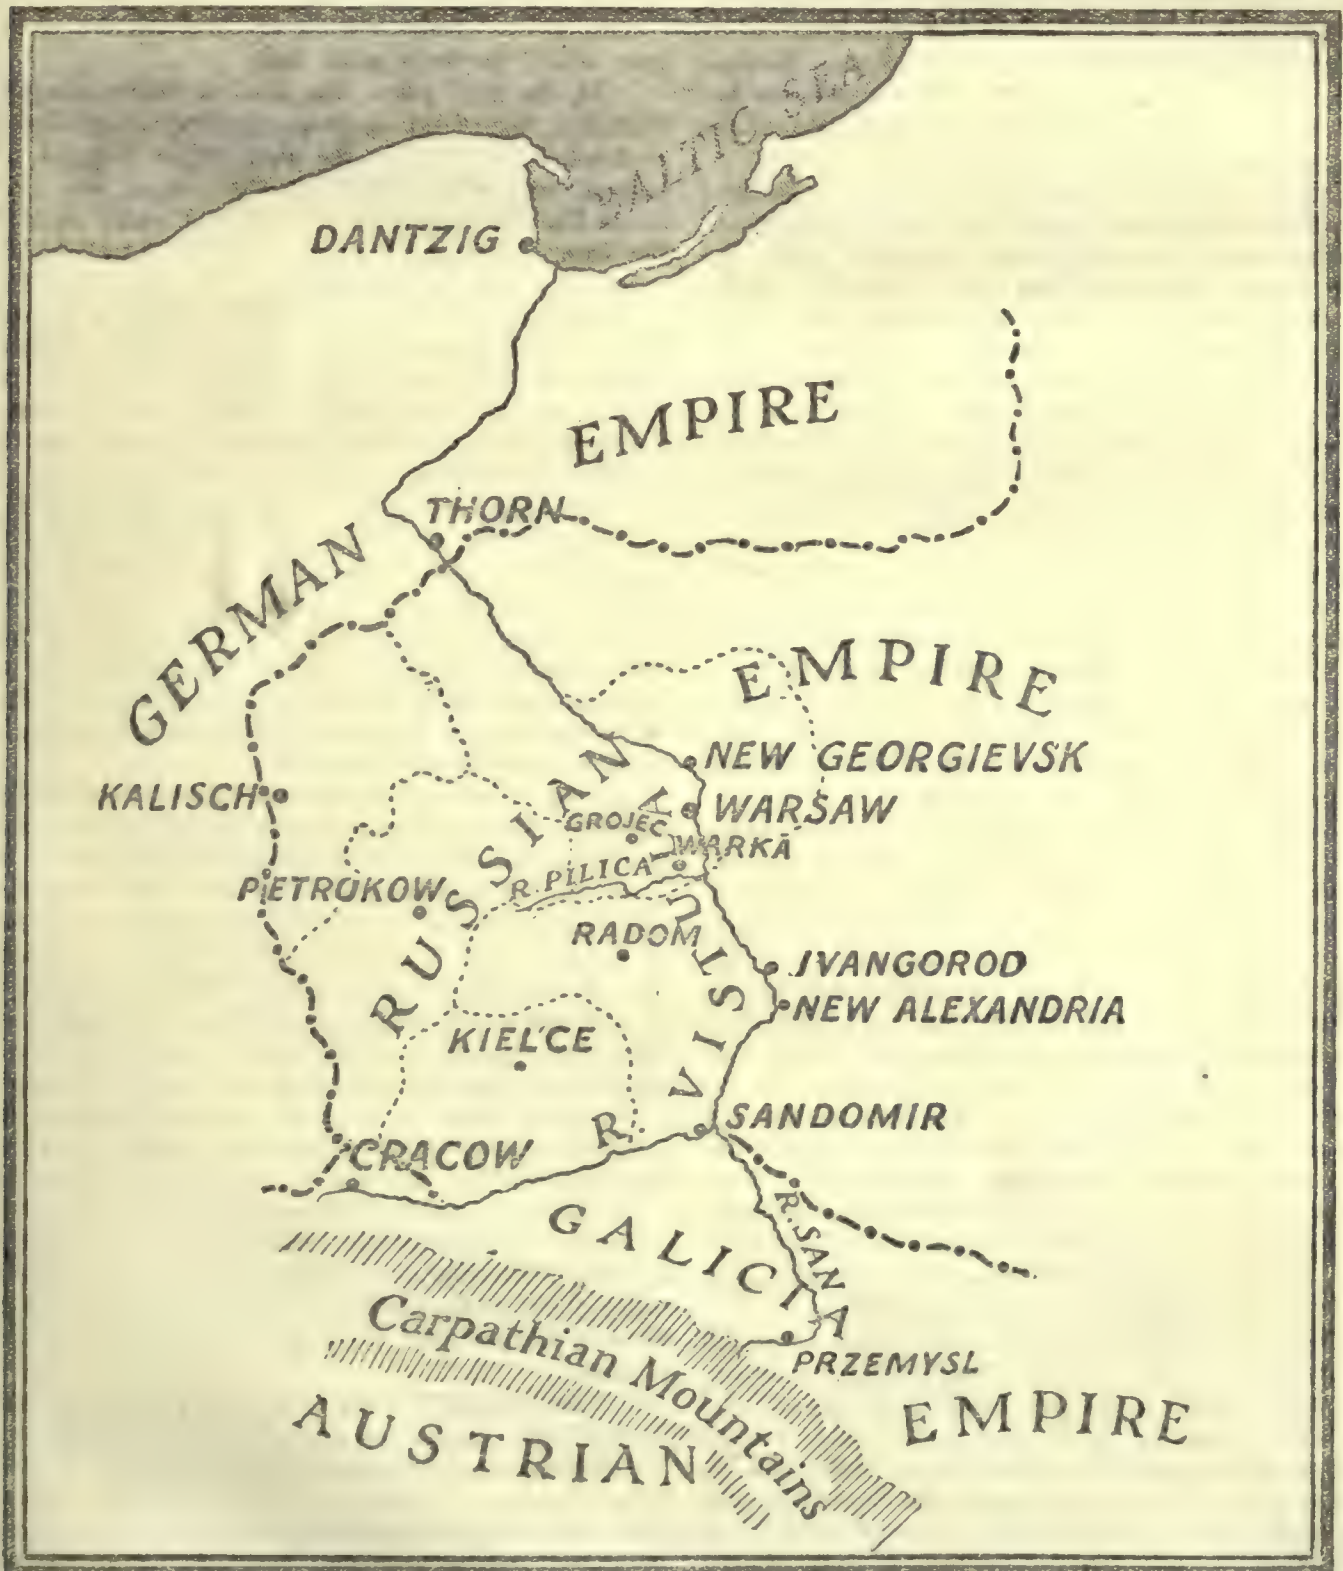 BALTIC SEA
DANTZIG
EMPIRE
THORN
GERMAN
EMPIRE
NEW GEORGIEVSK
KALISCH
WARSAW
RUSSIAN
GROJEC
WARKA
R. PILICA
PIETROKOW
RADOM
IVANGOROD
NEW ALEXANDRIA
KIELCE
R. VISTULA
SANDOMIR
CRACOW
R. SAN
GALICIA
PRZEMYSL
Carpathian Mountains
AUSTRIAN
EMPIRE